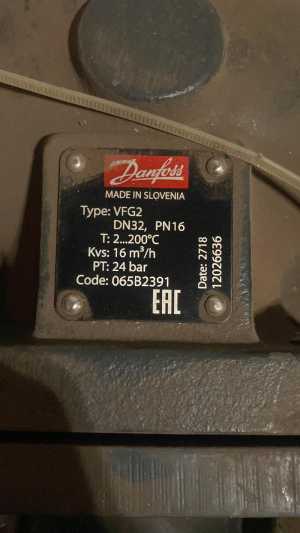 Danfoss
MADE IN SLOVENIA
Type: VFG2
DN32, PN16
T: 2...200°C
Kvs: 16 m³/h
PT: 24 bar
Code: 065B2391
EAC
Date: 2718
12026636